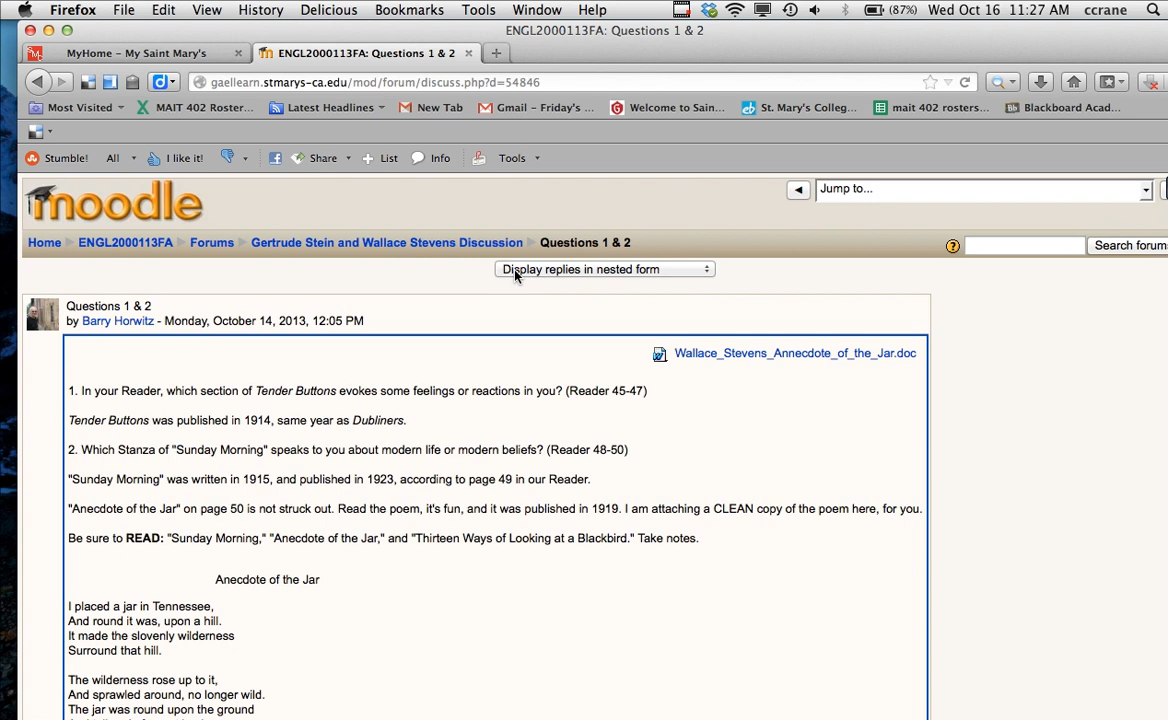 Firefox File Edit View History Delicious Bookmarks Tools Window Help (87%) Wed Oct 16 11:27 AM ccrane
ENGL2000113FA: Questions 1 & 2
MyHome - My Saint Mary's ENGL2000113FA: Questions 1 & 2
gaellearn.stmarys-ca.edu/mod/forum/discuss.php?d=54846
Most Visited MAIT 402 Roster... Latest Headlines New Tab Gmail - Friday's ... Welcome to Sain... St. Mary's Colleg... mait 402 rosters... Bb Blackboard Acad...
Stumble! All I like it! Share List Info Tools
moodle Jump to...
Home ENGL2000113FA Forums Gertrude Stein and Wallace Stevens Discussion Questions 1 & 2 Search forums
Display replies in nested form
Questions 1 & 2
by Barry Horwitz - Monday, October 14, 2013, 12:05 PM
Wallace_Stevens_Annecdote_of_the_Jar.doc
1. In your Reader, which section of Tender Buttons evokes some feelings or reactions in you? (Reader 45-47)
Tender Buttons was published in 1914, same year as Dubliners.
2. Which Stanza of "Sunday Morning" speaks to you about modern life or modern beliefs? (Reader 48-50)
"Sunday Morning" was written in 1915, and published in 1923, according to page 49 in our Reader.
"Anecdote of the Jar" on page 50 is not struck out. Read the poem, it's fun, and it was published in 1919. I am attaching a CLEAN copy of the poem here, for you.
Be sure to READ: "Sunday Morning," "Anecdote of the Jar," and "Thirteen Ways of Looking at a Blackbird." Take notes.
Anecdote of the Jar
I placed a jar in Tennessee,
And round it was, upon a hill.
It made the slovenly wilderness
Surround that hill.
The wilderness rose up to it,
And sprawled around, no longer wild.
The jar was round upon the ground